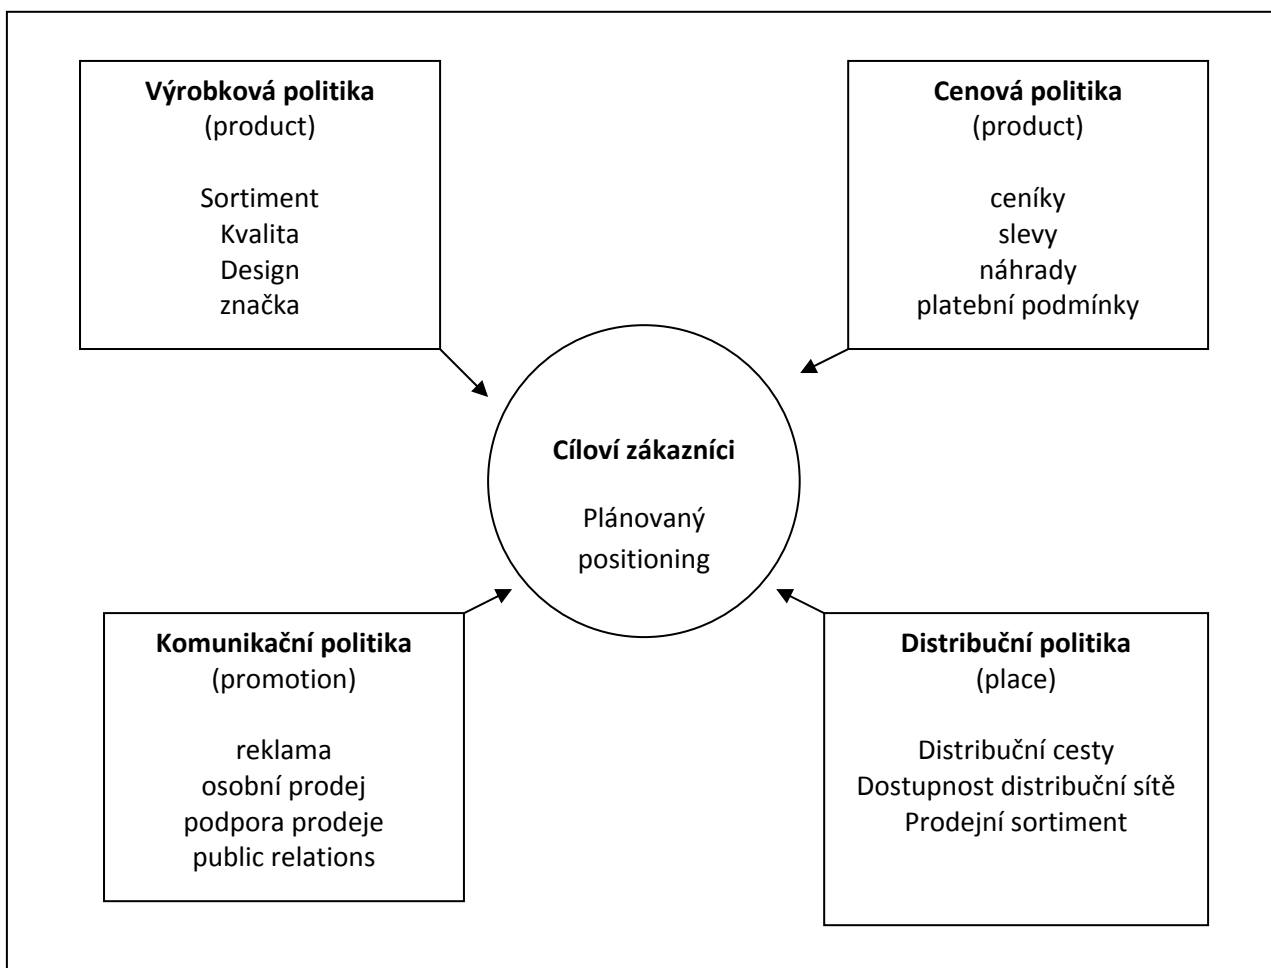 Výrobková politika
(product)
Sortiment
Kvalita
Design
značka
Cenová politika
(product)
ceníky
slevy
náhrady
platební podmínky
Cíloví zákazníci
Plánovaný
positioning
Komunikační politika
(promotion)
reklama
osobní prodej
podpora prodeje
public relations
Distribuční politika
(place)
Distribuční cesty
Dostupnost distribuční sítě
Prodejní sortiment